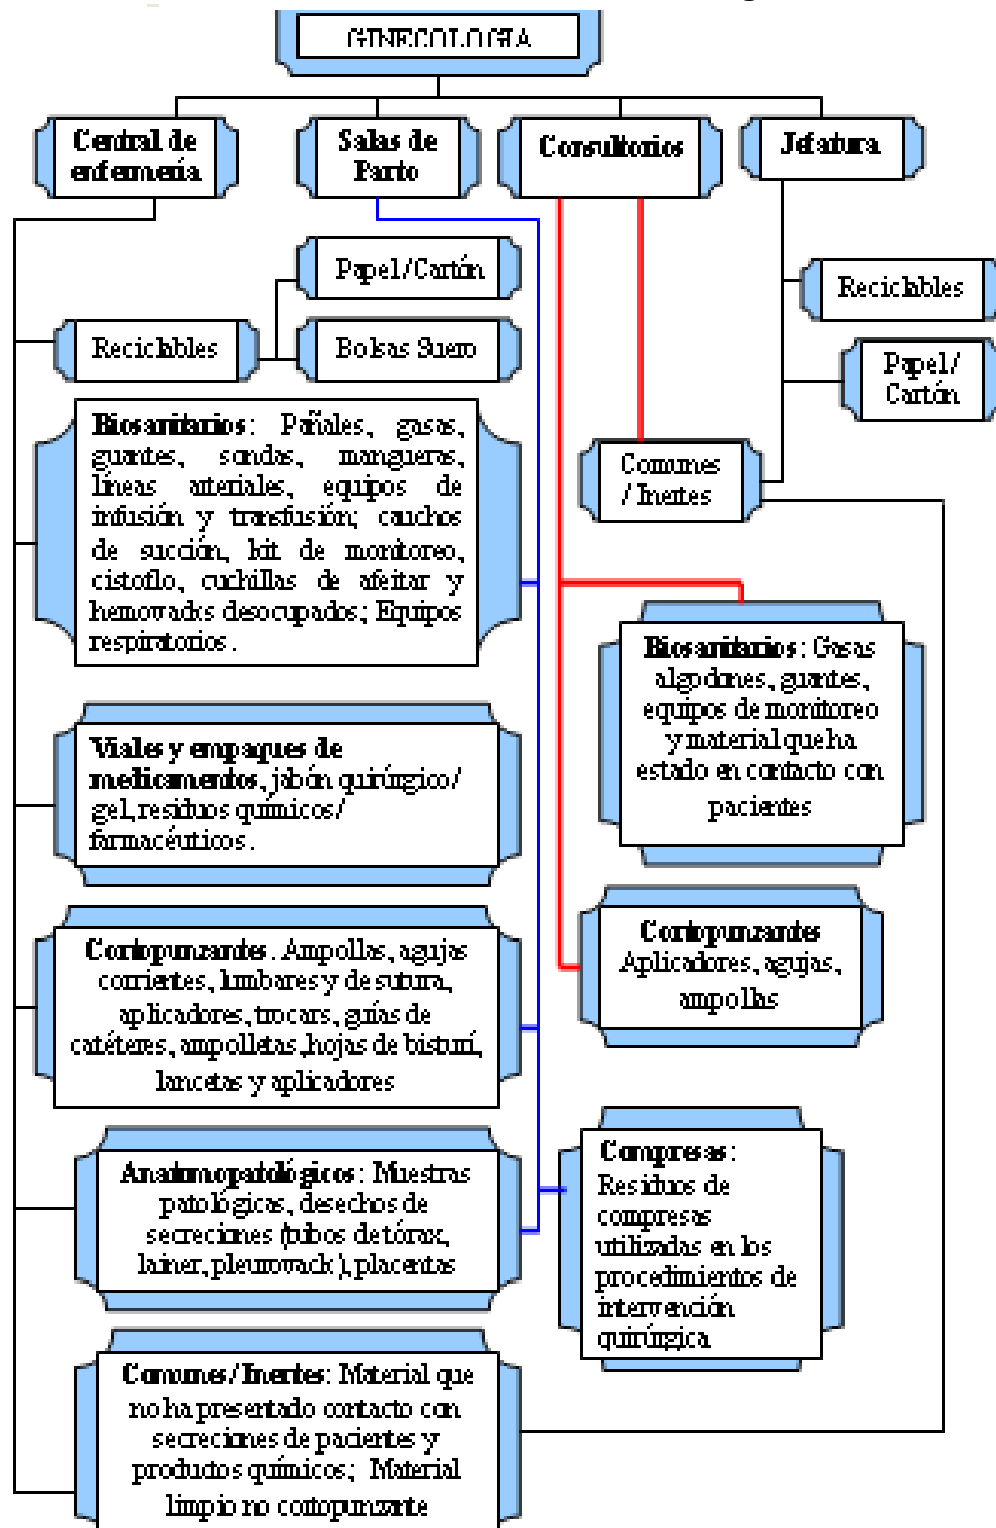 GINECOLOGIA
Central de
enfermería
Salas de
Parto
Consultorios
Jefatura
Papel/Cartón
Reciclables
Reciclables
Bolsas Suero
Papel/
Cartón
Biosanitarios: Pañales, gasas,
guantes, sondas, mangueras,
líneas arteriales, equipos de
infusión y transfusión; cauchos
de succión, kit de monitoreo,
cistoflo, cuchillas de afeitar y
hemovacks desocupados; Equipos
respiratorios.
Comunes
/ Inertes
Biosanitarios: Gasas
algodones, guantes,
equipos de monitoreo
y material que ha
estado en contacto con
pacientes
Viales y empaques de
medicamentos, jabón quirúrgico/
gel, residuos químicos/
farmacéuticos.
Cortopunzantes. Ampollas, agujas
corrientes, lumbares y de sutura,
aplicadores, trocars, guías de
catéteres, ampolletas, hojas de bisturí,
lancetas y aplicadores
Cortopunzantes
Aplicadores, agujas,
ampollas
Anatomopatológicos: Muestras
patológicas, desechos de
secreciones (tubos de tórax,
lainer, pleurovack), placentas
Compresas:
Residuos de
compresas
utilizadas en los
procedimientos de
intervención
quirúrgica
Comunes/Inertes: Material que
no ha presentado contacto con
secreciones de pacientes y
productos químicos; Material
limpio no cortopunzante